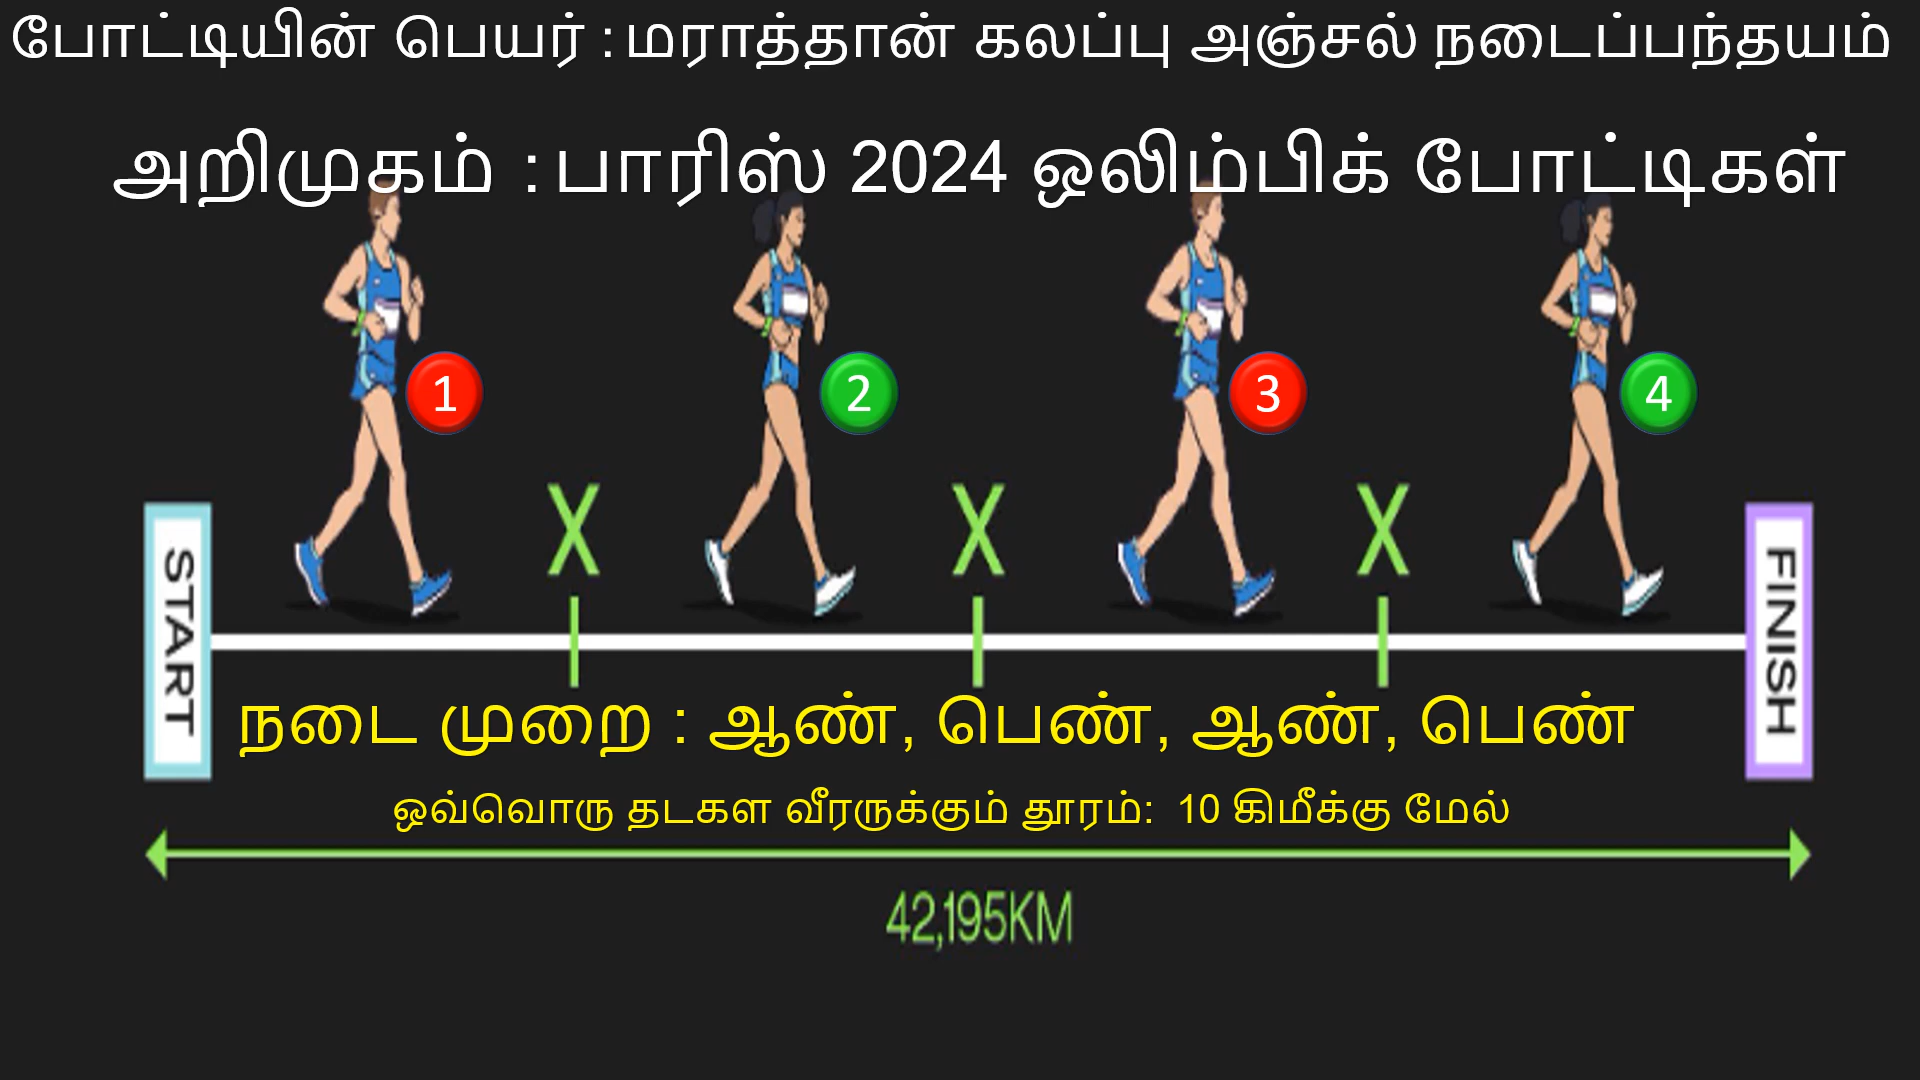 போட்டியின் பெயர் : மராத்தான் கலப்பு அஞ்சல் நடைப்பந்தயம்
அறிமுகம் : பாரிஸ் 2024 ஒலிம்பிக் போட்டிகள்
1
2
3
4
X
X
X
START
FINISH
நடை முறை : ஆண், பெண், ஆண், பெண்
ஒவ்வொரு தடகள வீரருக்கும் தூரம்: 10 கிமீக்கு மேல்
42,195KM